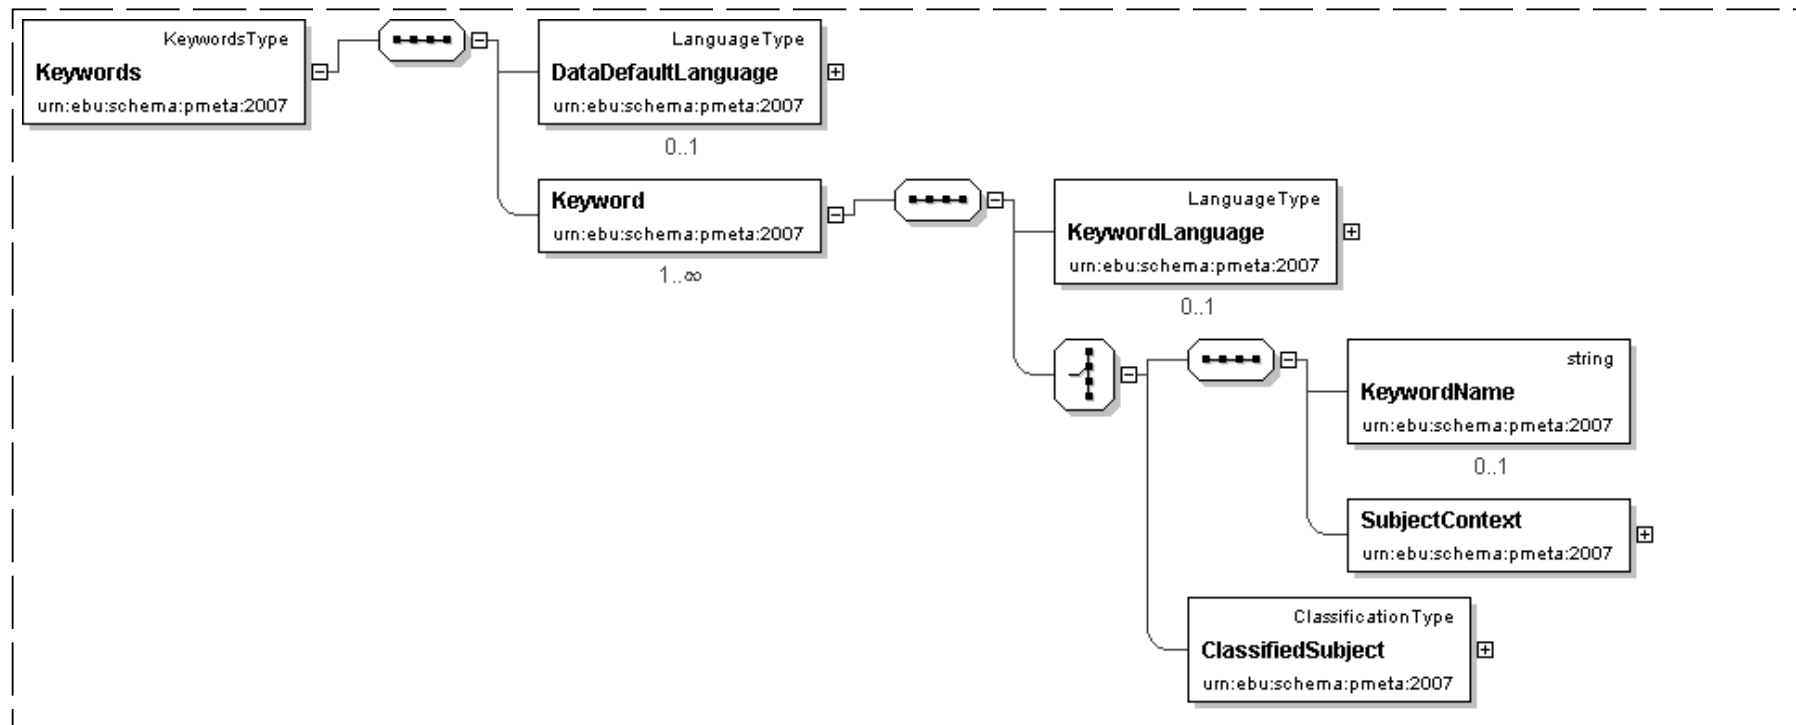 KeywordsType
Keywords
urn:ebu:schema:pmeta:2007
LanguageType
DataDefaultLanguage
urn:ebu:schema:pmeta:2007
0..1
Keyword
urn:ebu:schema:pmeta:2007
1..∞
LanguageType
KeywordLanguage
urn:ebu:schema:pmeta:2007
0..1
string
KeywordName
urn:ebu:schema:pmeta:2007
0..1
SubjectContext
urn:ebu:schema:pmeta:2007
ClassificationType
ClassifiedSubject
urn:ebu:schema:pmeta:2007